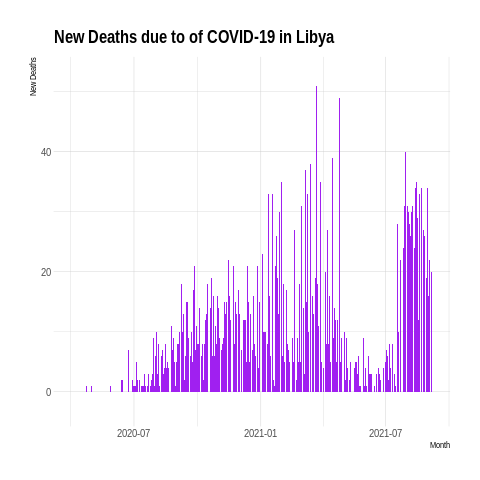 New Deaths due to of COVID-19 in Libya
New Deaths
40
20
0
2020-07
2021-01
2021-07
Month